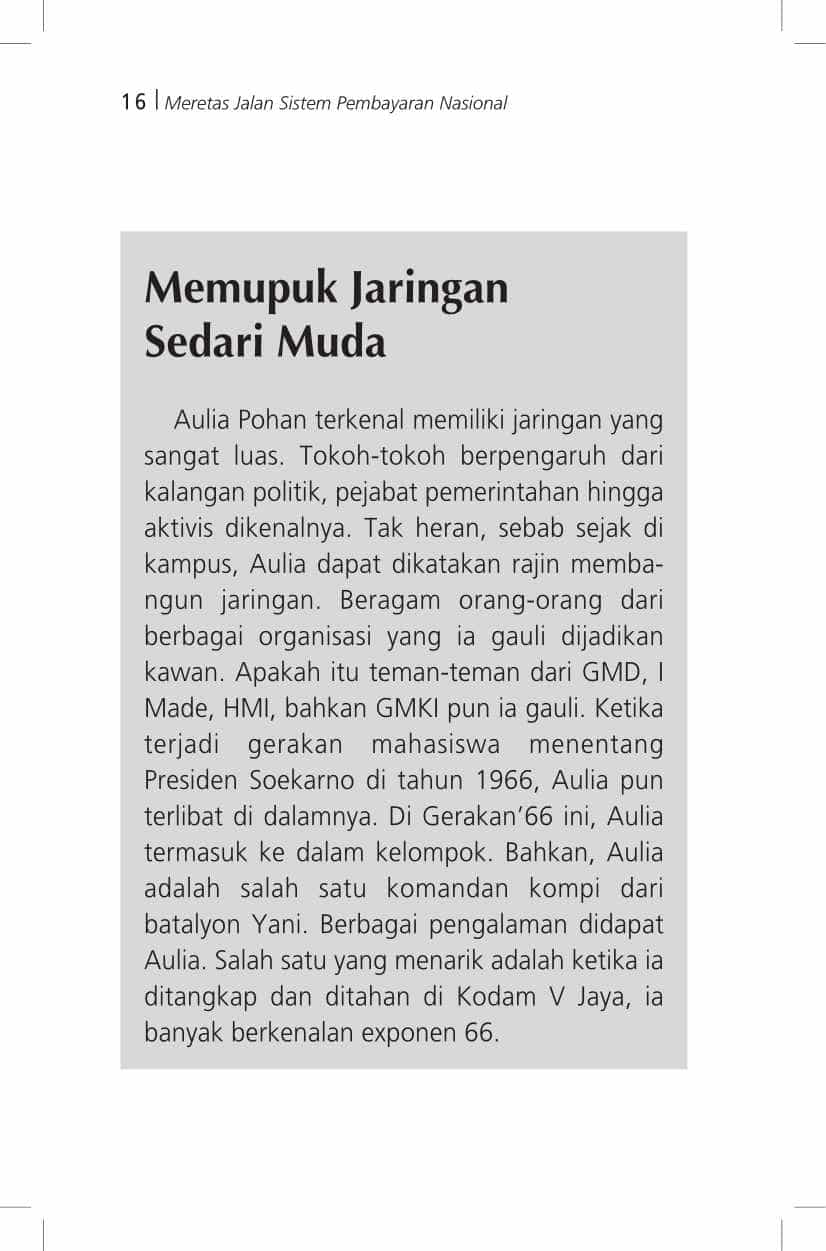 16 | Meretas Jalan Sistem Pembayaran Nasional
Memupuk Jaringan
Sedari Muda
Aulia Pohan terkenal memiliki jaringan yang
sangat luas. Tokoh-tokoh berpengaruh dari
kalangan politik, pejabat pemerintahan hingga
aktivis dikenalnya. Tak heran, sebab sejak di
kampus, Aulia dapat dikatakan rajin memba-
ngun jaringan. Beragam orang-orang dari
berbagai organisasi yang ia gauli dijadikan
kawan. Apakah itu teman-teman dari GMD, I
Made, HMI, bahkan GMKI pun ia gauli. Ketika
terjadi gerakan mahasiswa menentang
Presiden Soekarno di tahun 1966, Aulia pun
terlibat di dalamnya. Di Gerakan’66 ini, Aulia
termasuk ke dalam kelompok. Bahkan, Aulia
adalah salah satu komandan kompi dari
batalyon Yani. Berbagai pengalaman didapat
Aulia. Salah satu yang menarik adalah ketika ia
ditangkap dan ditahan di Kodam V Jaya, ia
banyak berkenalan exponen 66.